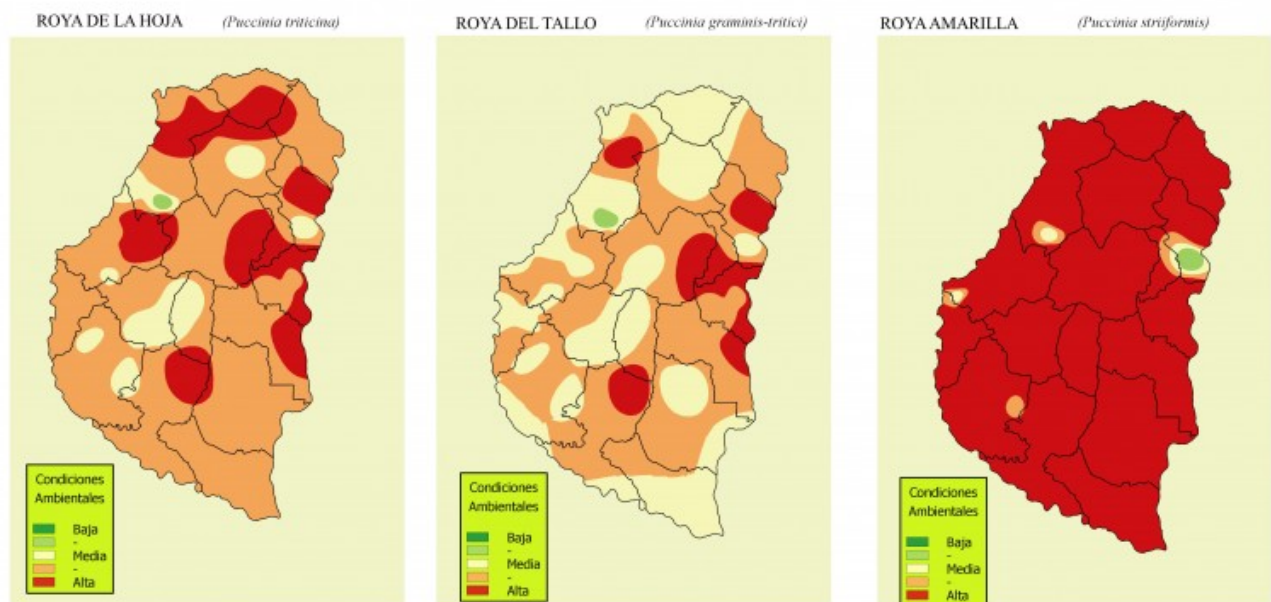 ROYA DE LA HOJA (Puccinia triticina)
Condiciones
Ambientales
Baja
-
Media
-
Alta
ROYA DEL TALLO (Puccinia graminis-tritici)
Condiciones
Ambientales
Baja
-
Media
-
Alta
ROYA AMARILLA (Puccinia striiformis)
Condiciones
Ambientales
Baja
-
Media
-
Alta